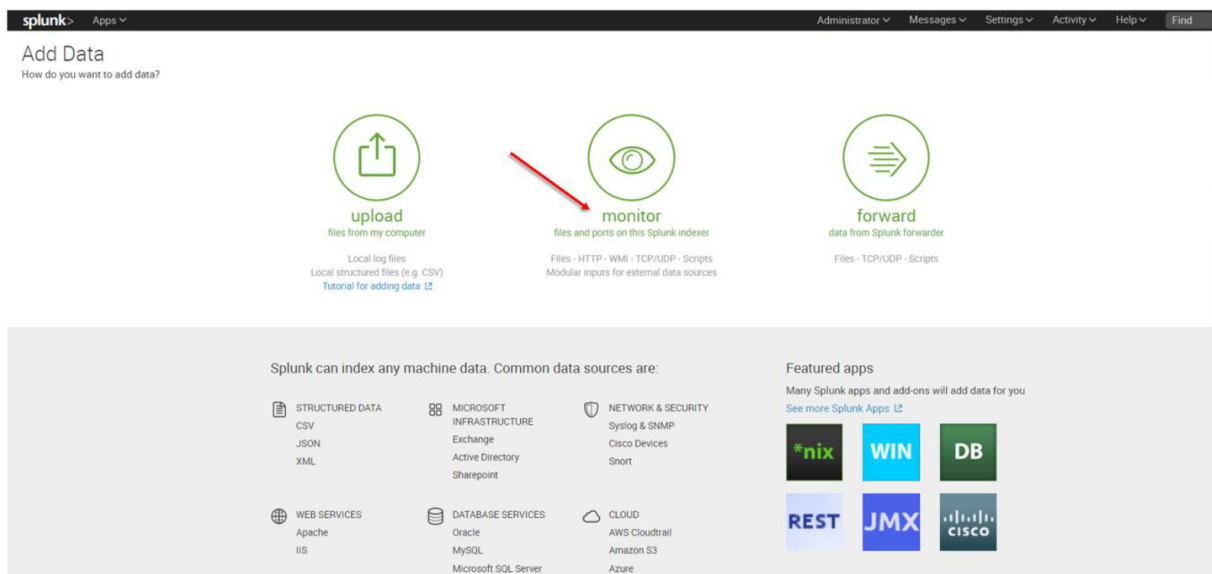 splunk> Apps Administrator Messages Settings Activity Help Find
Add Data
How do you want to add data?
upload
files from my computer
Local log files
Local structured files (e.g. CSV)
Tutorial for adding data
monitor
files and ports on this Splunk indexer
Files - HTTP - WMI - TCP/UDP - Scripts
Modular inputs for external data sources
forward
data from Splunk forwarder
Files - TCP/UDP - Scripts
Splunk can index any machine data. Common data sources are:
STRUCTURED DATA
CSV
JSON
XML
MICROSOFT
INFRASTRUCTURE
Exchange
Active Directory
Sharepoint
NETWORK & SECURITY
Syslog & SNMP
Cisco Devices
Snort
WEB SERVICES
Apache
IIS
DATABASE SERVICES
Oracle
MySQL
Microsoft SQL Server
CLOUD
AWS Cloudtrail
Amazon S3
Azure
Featured apps
Many Splunk apps and add-ons will add data for you
See more Splunk Apps
*nix
WIN
DB
REST
JMX
CISCO